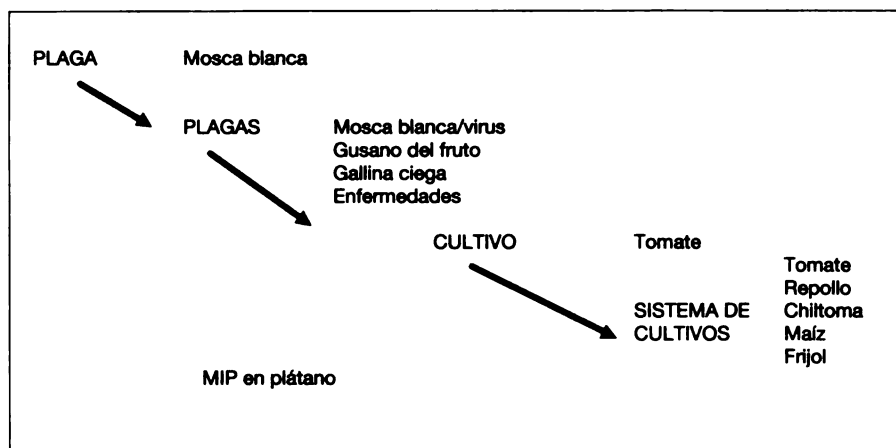 PLAGA Mosca blanca
PLAGAS Mosca blanca/virus
Gusano del fruto
Gallina ciega
Enfermedades
CULTIVO Tomate
Tomate
Repollo
SISTEMA DE Chiltoma
CULTIVOS Maíz
Frijol
MIP en plátano